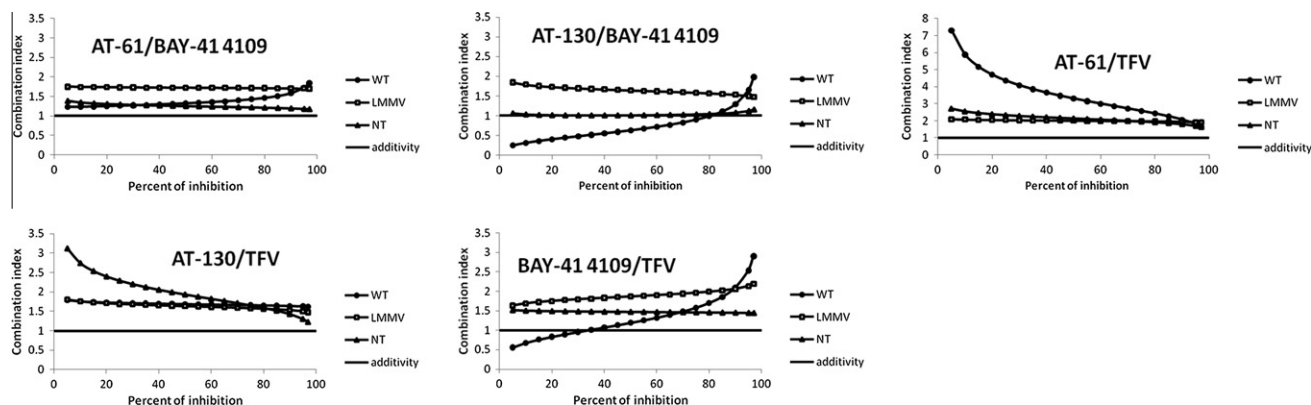 AT-61/BAY-41 4109
Combination index
3.5
3
2.5
2
1.5
1
0.5
0
0 20 40 60 80 100
Percent of inhibition
WT
LMMV
NT
additivity
AT-130/BAY-41 4109
Combination index
3.5
3
2.5
2
1.5
1
0.5
0
0 20 40 60 80 100
Percent of inhibition
WT
LMMV
NT
additivity
AT-61/TFV
Combination index
8
7
6
5
4
3
2
1
0
0 20 40 60 80 100
Percent of inhibition
WT
LMMV
NT
additivity
AT-130/TFV
Combination index
3.5
3
2.5
2
1.5
1
0.5
0
0 20 40 60 80 100
Percent of inhibition
WT
LMMV
NT
additivity
BAY-41 4109/TFV
Combination index
3.5
3
2.5
2
1.5
1
0.5
0
0 20 40 60 80 100
Percent of inhibition
WT
LMMV
NT
additivity